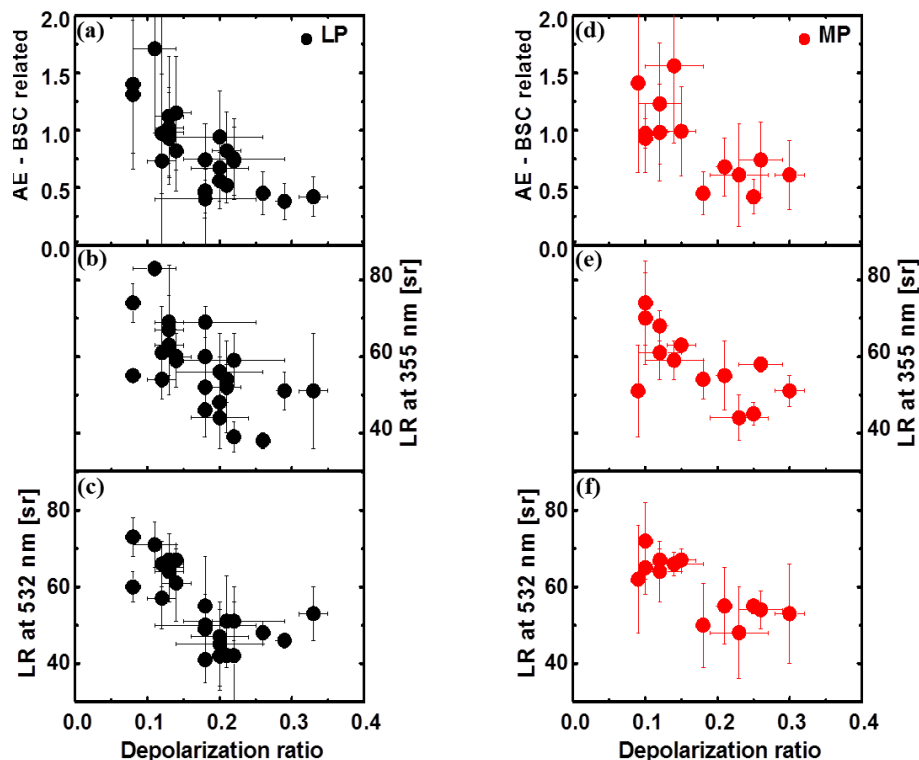 2.0 (a) LP
1.5
1.0
0.5
0.0
AE - BSC related
(d) MP
2.0
1.5
1.0
0.5
0.0
AE - BSC related
(b)
80
60
40
LR at 355 nm [sr]
(e)
80
60
40
LR at 355 nm [sr]
(c)
80
60
40
LR at 532 nm [sr]
0.0 0.1 0.2 0.3 0.4
Depolarization ratio
(f)
80
60
40
LR at 532 nm [sr]
0.0 0.1 0.2 0.3 0.4
Depolarization ratio